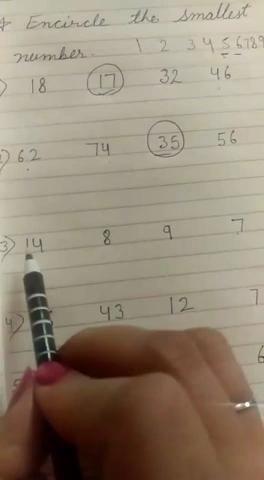 Encircle the smallest
number. 1 2 3 4 5 6 7 8 9
18 17 32 46
62 74 35 56
3) 14 8 9 7
4) 43 12 7